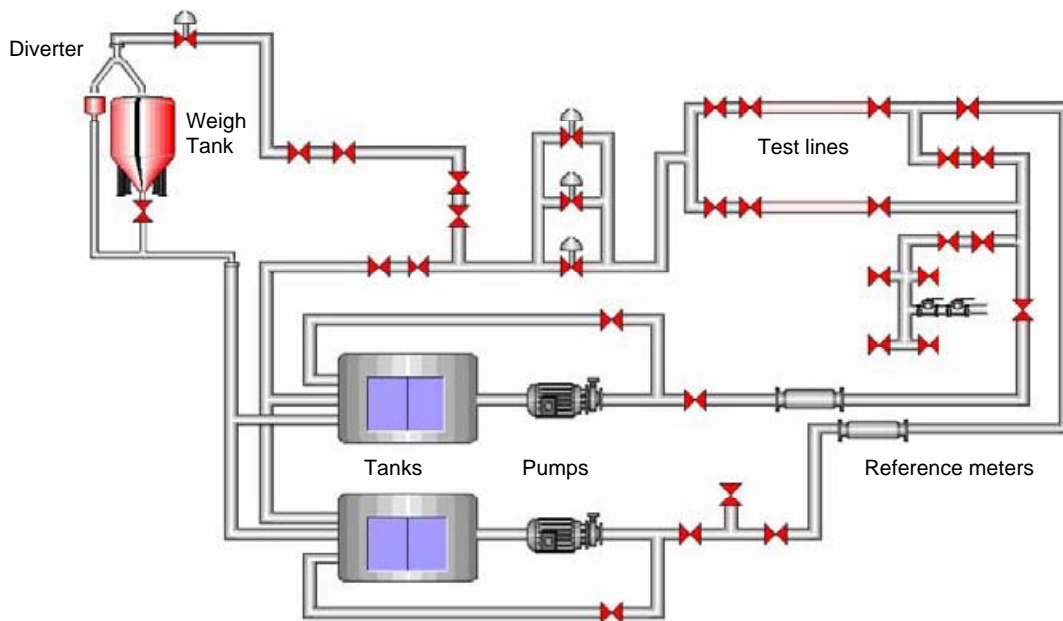 Diverter
Weigh
Tank
Test lines
Tanks
Pumps
Reference meters